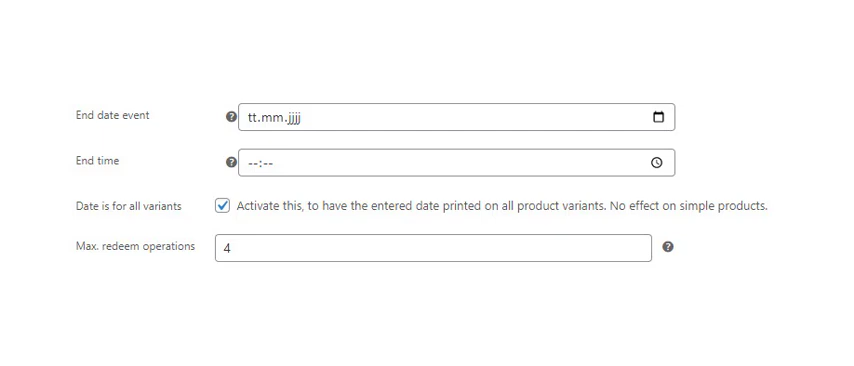 End date event ? tt.mm.jjjj
End time ? --:--
Date is for all variants Activate this, to have the entered date printed on all product variants. No effect on simple products.
Max. redeem operations 4 ?